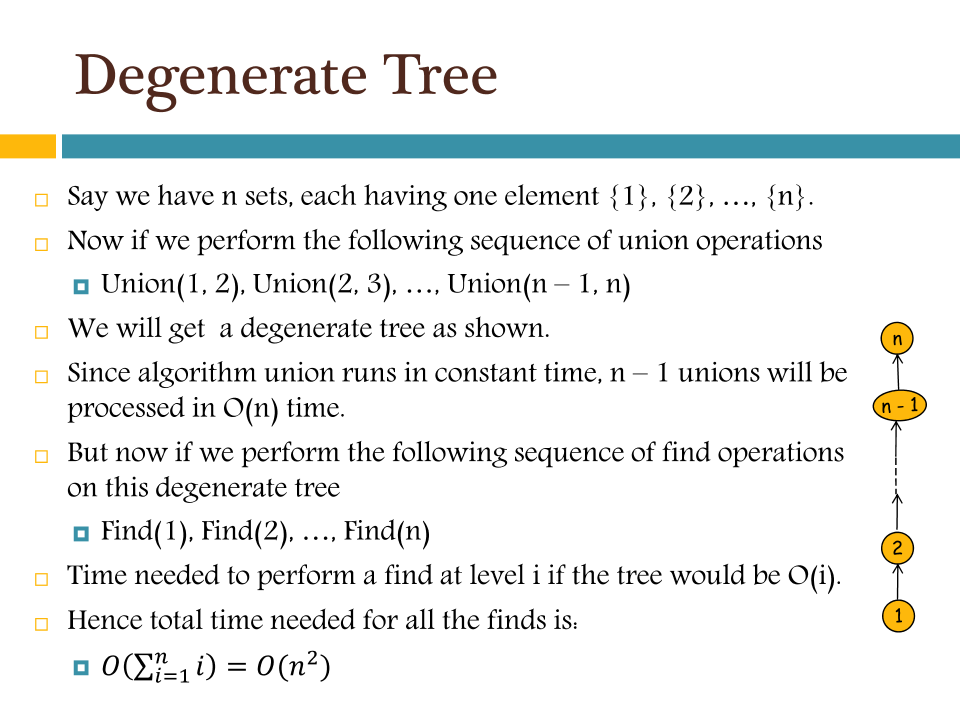 Degenerate Tree
Say we have n sets, each having one element {1}, {2}, …, {n}.
Now if we perform the following sequence of union operations
Union(1, 2), Union(2, 3), …, Union(n – 1, n)
We will get a degenerate tree as shown.
Since algorithm union runs in constant time, n – 1 unions will be
processed in O(n) time.
But now if we perform the following sequence of find operations
on this degenerate tree
Find(1), Find(2), …, Find(n)
Time needed to perform a find at level i if the tree would be O(i).
Hence total time needed for all the finds is:
𝑂(∑ᵢ₌₁ⁿ 𝑖) = 𝑂(𝑛²)
n
n - 1
2
1